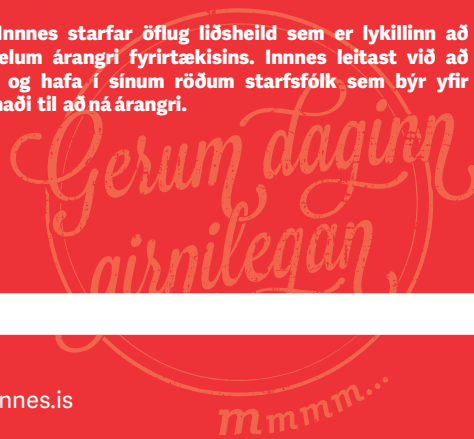 Innnes starfar öflug liðsheild sem er lykillinn að
elum árangri fyrirtækisins. Innnes leitast við að
og hafa í sínum röðum starfsfólk sem býr yfir
naði til að ná árangri.
Gerum daginn
girnilegan
nnes.is
mmmm...